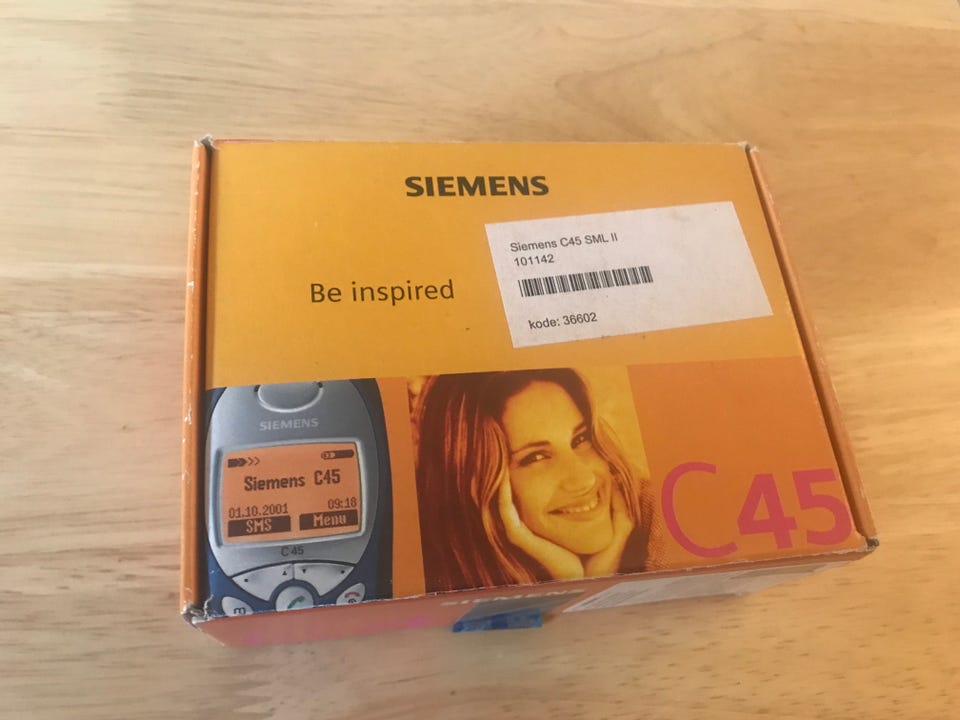 SIEMENS
Siemens C45 SML II
101142
kode: 36602
Be inspired
SIEMENS
Siemens C45
01.10.2001 09:18
SMS Menu
C45
C45
SIEMENS